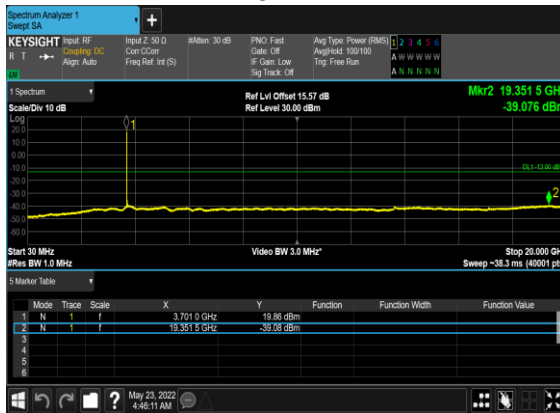 Spectrum Analyzer 1
Swept SA
+
KEYSIGHT Input: RF Input Z: 50 Ω #Atten: 30 dB PNO: Fast Avg Type: Power (RMS) 1 2 3 4 5 6
R T Coupling: DC Corr CCorr Gate: Off Avg|Hold: 100/100 A W W W W W
Align: Auto Freq Ref: Int (S) IF Gain: Low Trig: Free Run
Sig Track: Off A N N N N N
1 Spectrum Ref Lvl Offset 15.57 dB Mkr2 19.351 5 GH
Scale/Div 10 dB Ref Level 30.00 dBm -39.076 dBr
Log
20.0
10.0
0.00
-10.0
DL1 -13.00 dB
-20.0
-30.0
-40.0
-50.0
-60.0
1
2
Start 30 MHz Video BW 3.0 MHz* Stop 20.000 GH
#Res BW 1.0 MHz Sweep ~38.3 ms (40001 pt
5 Marker Table
Mode Trace Scale X Y Function Function Width Function Value
1 N 1 f 3.701 0 GHz 19.86 dBm
2 N 1 f 19.351 5 GHz -39.08 dBm
3
4
5
6
? May 23, 2022
4:46:11 AM